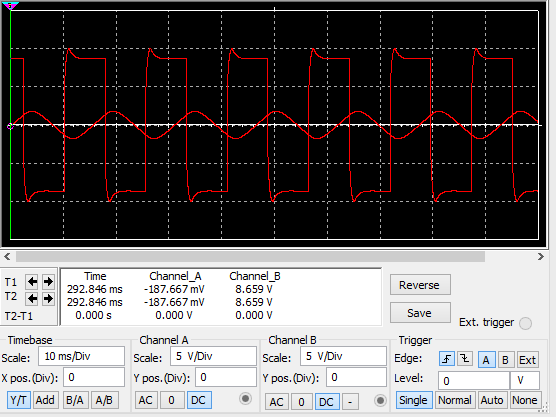 Time Channel_A Channel_B
T1 292.846 ms -187.667 mV 8.659 V
T2 292.846 ms -187.667 mV 8.659 V
T2-T1 0.000 s 0.000 V 0.000 V
Reverse
Save
Ext. trigger
Timebase
Scale: 10 ms/Div
X pos.(Div): 0
Y/T Add B/A A/B
Channel A
Scale: 5 V/Div
Y pos.(Div): 0
AC 0 DC
Channel B
Scale: 5 V/Div
Y pos.(Div): 0
AC 0 DC -
Trigger
Edge: A B Ext
Level: 0 V
Single Normal Auto None